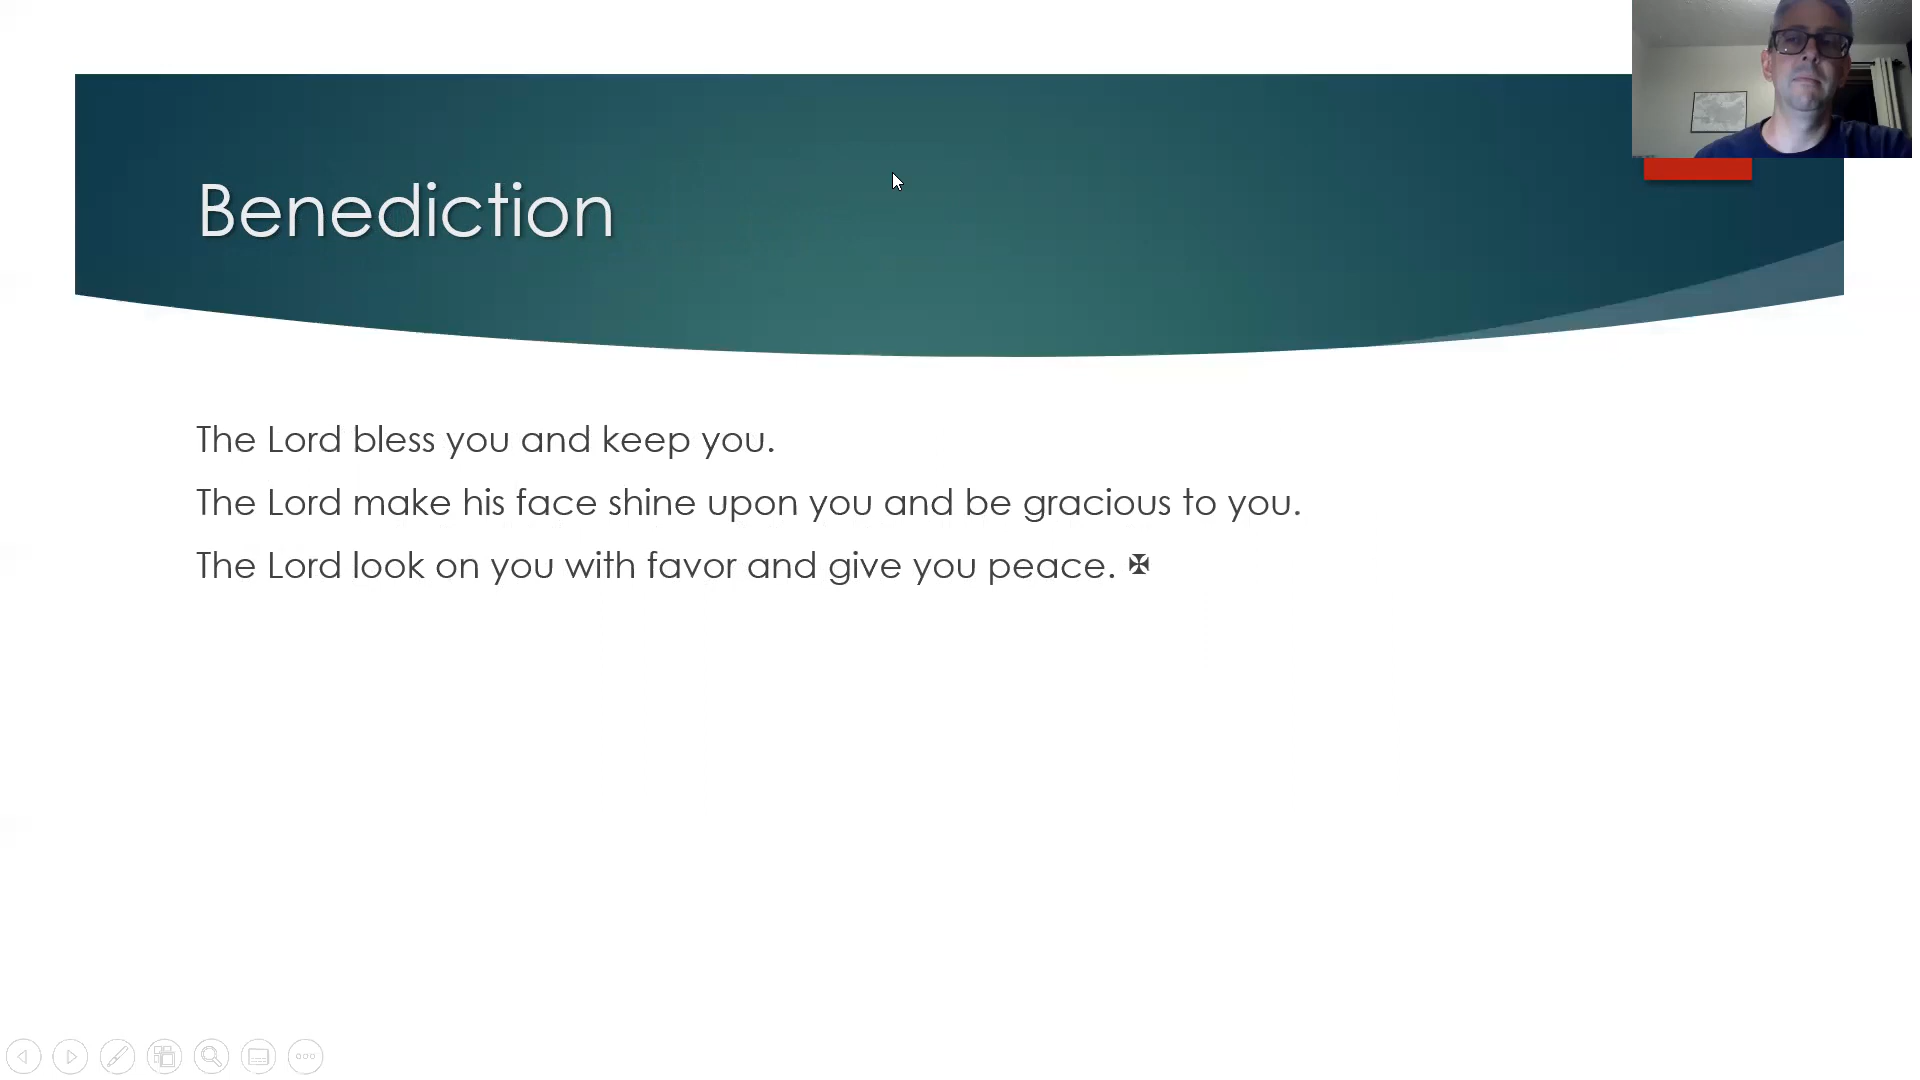 Benediction
The Lord bless you and keep you.
The Lord make his face shine upon you and be gracious to you.
The Lord look on you with favor and give you peace. ✠